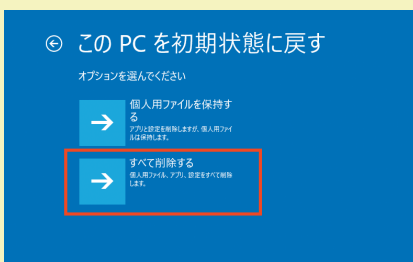 この PC を初期状態に戻す
オプションを選んでください
個人用ファイルを保持す
る
アプリと設定を削除しますが、個人用ファイ
ルは保持します。
すべて削除する
個人用ファイル、アプリ、設定をすべて削除
します。